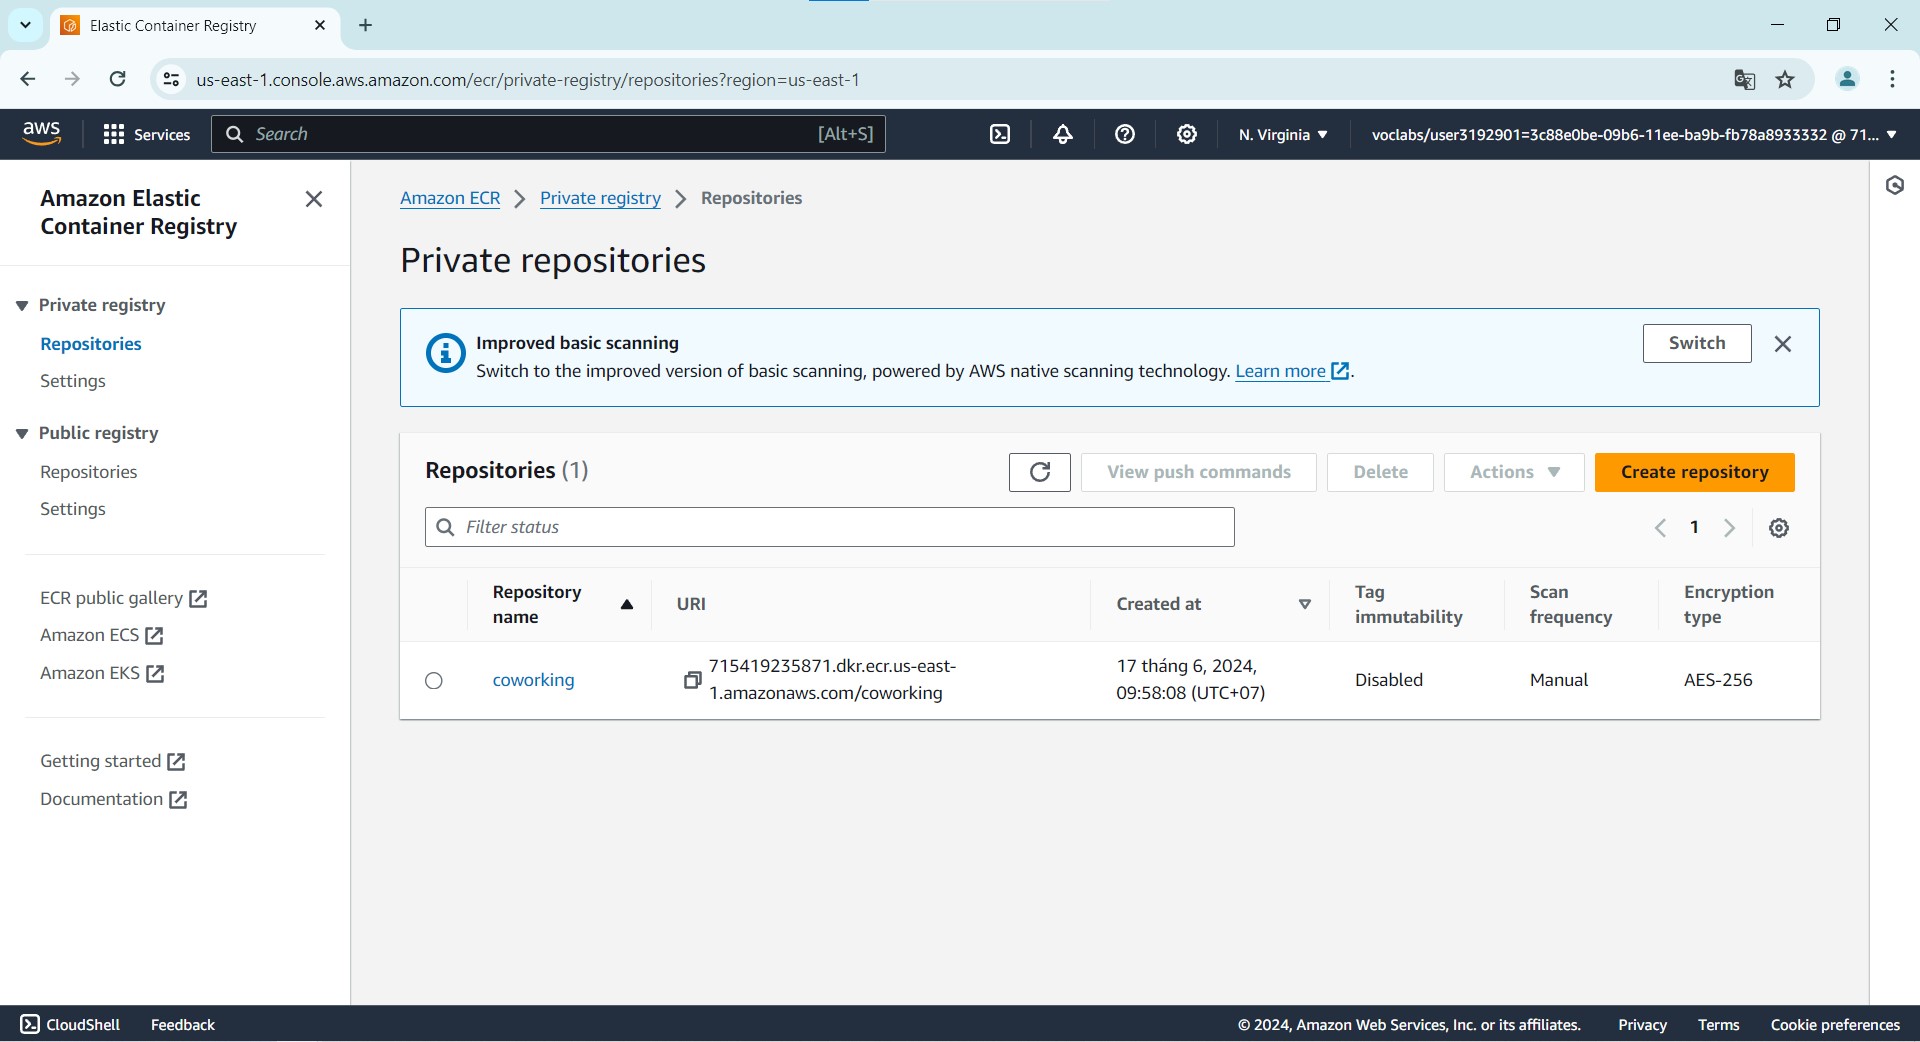 Elastic Container Registry
us-east-1.console.aws.amazon.com/ecr/private-registry/repositories?region=us-east-1
aws
Services
Search
[Alt+S]
N. Virginia
voclabs/user3192901=3c88e0be-09b6-11ee-ba9b-fb78a8933332 @ 71...
Amazon Elastic
Container Registry
Private registry
Repositories
Settings
Public registry
Repositories
Settings
ECR public gallery
Amazon ECS
Amazon EKS
Getting started
Documentation
Amazon ECR
Private registry
Repositories
Private repositories
Improved basic scanning
Switch to the improved version of basic scanning, powered by AWS native scanning technology. Learn more.
Switch
Repositories (1)
View push commands
Delete
Actions
Create repository
Filter status
1
Repository
name
URI
Created at
Tag
immutability
Scan
frequency
Encryption
type
coworking
715419235871.dkr.ecr.us-east-
1.amazonaws.com/coworking
17 tháng 6, 2024,
09:58:08 (UTC+07)
Disabled
Manual
AES-256
CloudShell
Feedback
© 2024, Amazon Web Services, Inc. or its affiliates.
Privacy
Terms
Cookie preferences